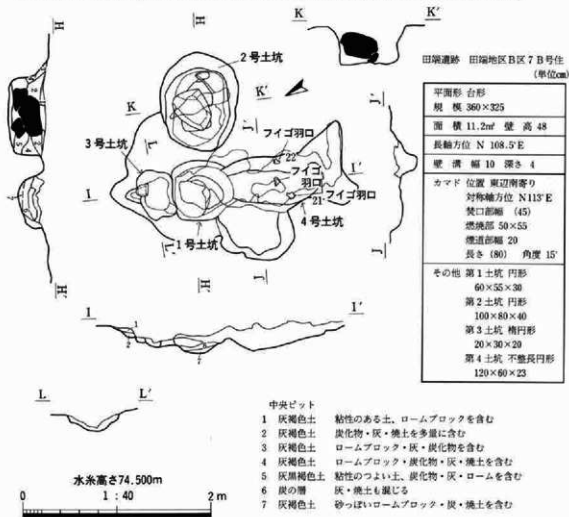 田端遺跡 田端地区B区7B号住
(単位cm)
平面形 台形
規模 360×325
面積 11.2㎡ 壁高 48
長軸方位 N 108.5°E
壁溝 幅10 深さ4
カマド 位置 東辺南寄り
対称軸方位 N113°E
焚口部幅 (45)
燃焼部 50×55
煙道部幅 20
長さ (80) 角度 15°
その他 第1土坑 円形
60×55×30
第2土坑 円形
100×80×40
第3土坑 楕円形
20×30×20
第4土坑 不整長円形
120×60×23
H
H'
H
H'
K
K'
K
K'
2号土坑
3号土坑
フイゴ羽口
22
フイゴ羽口
21
4号土坑
1号土坑
L
L'
J
J'
J
J'
I
I'
I
I'
L
L'
水糸高さ74.500m
0 1:40 2m
中央ピット
1 灰褐色土 粘性のある土、ロームブロックを含む
2 灰褐色土 炭化物・灰・焼土を多量に含む
3 灰褐色土 ロームブロック・灰・炭化物を含む
4 灰褐色土 ロームブロック・炭化物・灰・焼土を含む
5 灰黒褐色土 粘性のつよい土、炭化物・灰・ロームを含む
6 炭の層 灰・焼土も混じる
7 灰褐色土 砂っぽいロームブロック・炭・焼土を含む